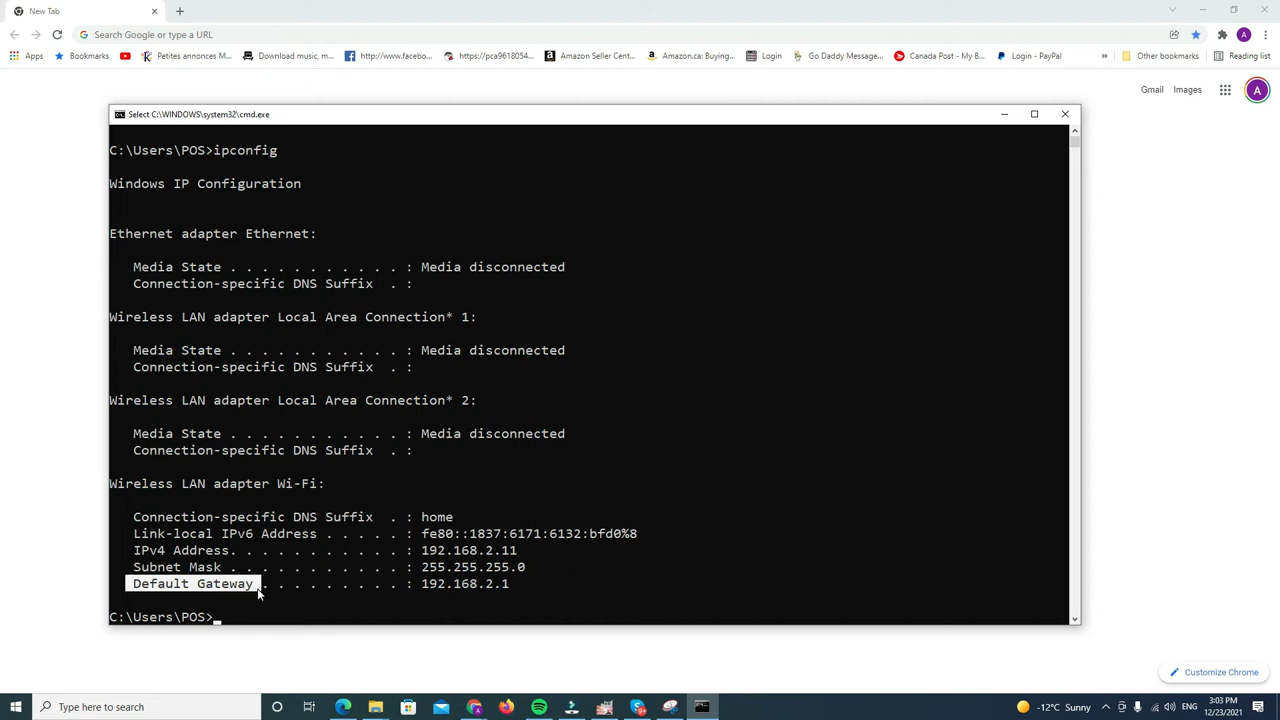 New Tab
Search Google or type a URL
Apps Bookmarks Petites annonces M... Download music, m... http://www.facebo... https://pca9618054... Amazon Seller Cent... Amazon.ca: Buying... Login Go Daddy Message... Canada Post - My B... Login - PayPal » Other bookmarks Reading list
Gmail Images A
Select C:\WINDOWS\system32\cmd.exe
C:\Users\POS>ipconfig
Windows IP Configuration
Ethernet adapter Ethernet:
Media State . . . . . . . . . . . : Media disconnected
Connection-specific DNS Suffix . :
Wireless LAN adapter Local Area Connection* 1:
Media State . . . . . . . . . . . : Media disconnected
Connection-specific DNS Suffix . :
Wireless LAN adapter Local Area Connection* 2:
Media State . . . . . . . . . . . : Media disconnected
Connection-specific DNS Suffix . :
Wireless LAN adapter Wi-Fi:
Connection-specific DNS Suffix . : home
Link-local IPv6 Address . . . . . : fe80::1837:6171:6132:bfd0%8
IPv4 Address. . . . . . . . . . . : 192.168.2.11
Subnet Mask . . . . . . . . . . . : 255.255.255.0
Default Gateway . . . . . . . . . : 192.168.2.1
C:\Users\POS>
Customize Chrome
Type here to search
-12°C Sunny
ENG
3:03 PM
12/23/2021